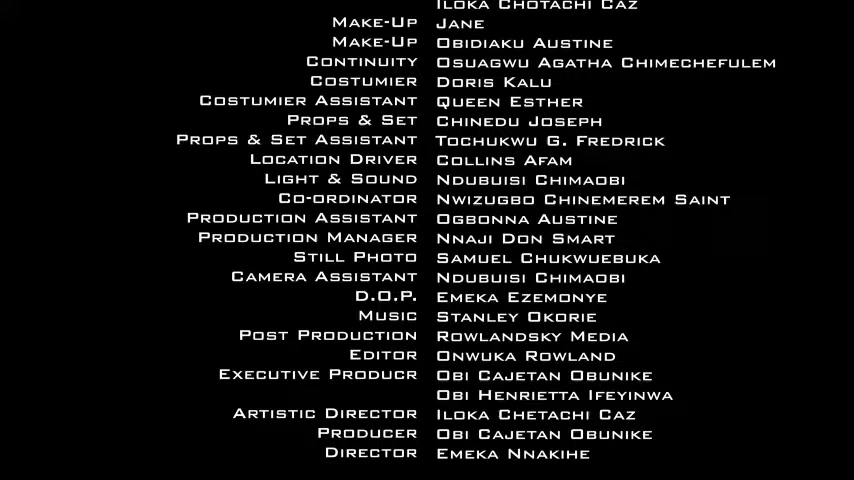 Iloka Chotachi Caz
Make-Up Jane
Make-Up Obidiaku Austine
Continuity Osuagwu Agatha Chimechefulem
Costumier Doris Kalu
Costumier Assistant Queen Esther
Props & Set Chinedu Joseph
Props & Set Assistant Tochukwu G. Fredrick
Location Driver Collins Afam
Light & Sound Ndubuisi Chimaobi
Co-ordinator Nwizugbo Chinemerem Saint
Production Assistant Ogbonna Austine
Production Manager Nnaji Don Smart
Still Photo Samuel Chukwuebuka
Camera Assistant Ndubuisi Chimaobi
D.O.P. Emeka Ezemonye
Music Stanley Okorie
Post Production Rowlandsky Media
Editor Onwuka Rowland
Executive Producr Obi Cajetan Obunike
Obi Henrietta Ifeyinwa
Artistic Director Iloka Chetachi Caz
Producer Obi Cajetan Obunike
Director Emeka Nnakihe